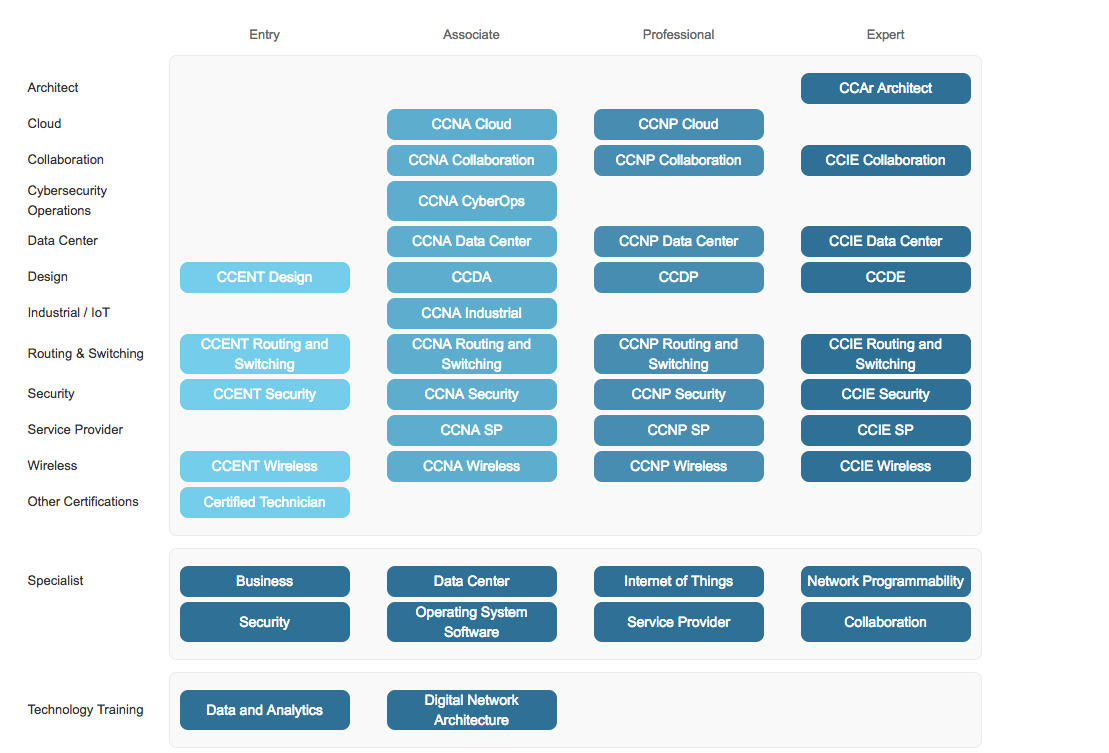 Entry Associate Professional Expert
Architect CCAr Architect
Cloud CCNA Cloud CCNP Cloud
Collaboration CCNA Collaboration CCNP Collaboration CCIE Collaboration
Cybersecurity
Operations
CCNA CyberOps
Data Center CCNA Data Center CCNP Data Center CCIE Data Center
Design CCENT Design CCDA CCDP CCDE
Industrial / IoT CCNA Industrial
Routing & Switching
CCENT Routing and
Switching
CCNA Routing and
Switching
CCNP Routing and
Switching
CCIE Routing and
Switching
Security CCENT Security CCNA Security CCNP Security CCIE Security
Service Provider CCNA SP CCNP SP CCIE SP
Wireless CCENT Wireless CCNA Wireless CCNP Wireless CCIE Wireless
Other Certifications Certified Technician
Specialist Business Data Center Internet of Things Network Programmability
Security
Operating System
Software
Service Provider
Collaboration
Technology Training
Data and Analytics
Digital Network
Architecture